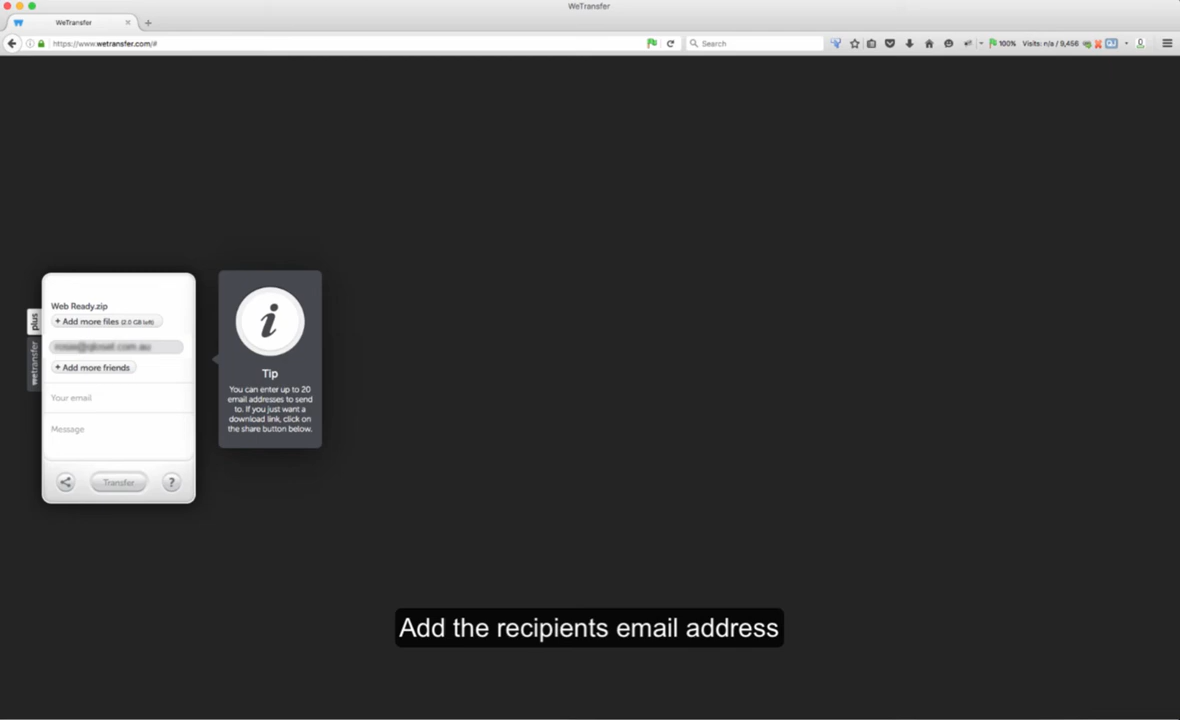 WeTransfer
WeTransfer
https://www.wetransfer.com/#
Search
100%
Visits: n/a / 9,456
Web Ready.zip
+ Add more files (2.0 GB left)
+ Add more friends
Your email
Message
Transfer
?
plus
wetransfer
i
Tip
You can enter up to 20
email addresses to send
to. If you just want a
download link, click on
the share button below.
Add the recipients email address